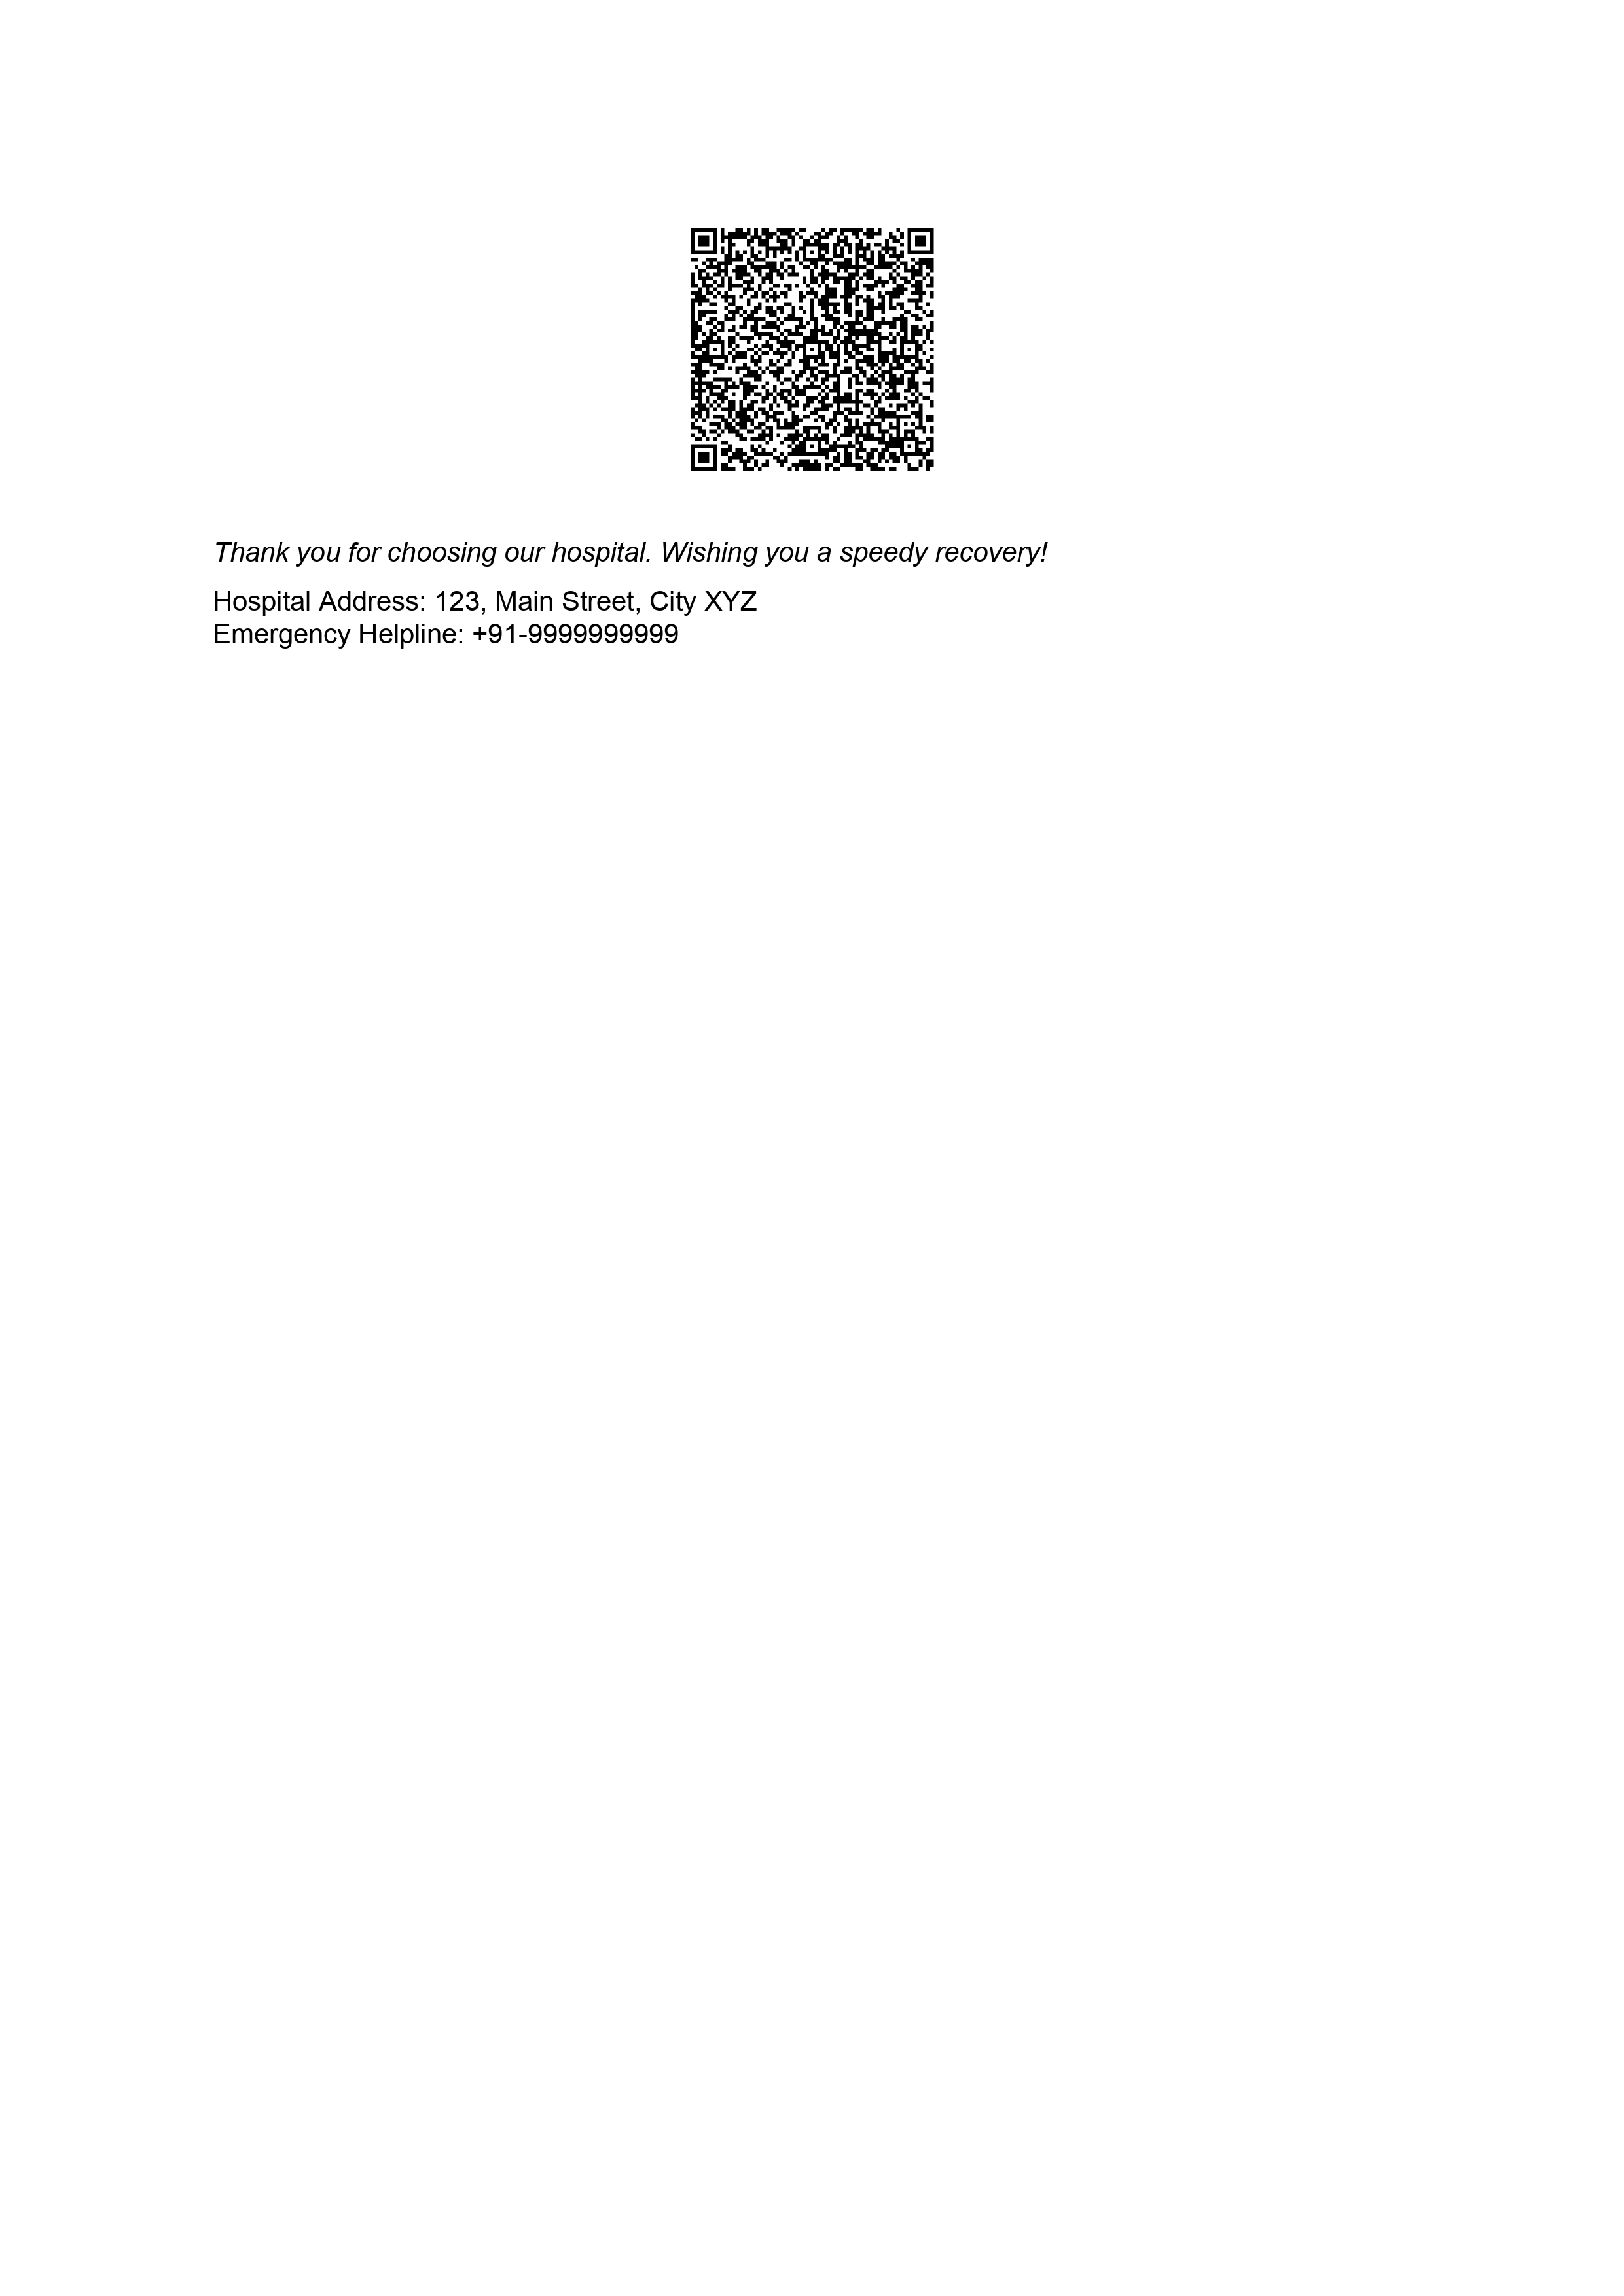 Thank you for choosing our hospital. Wishing you a speedy recovery!
Hospital Address: 123, Main Street, City XYZ
Emergency Helpline: +91-9999999999